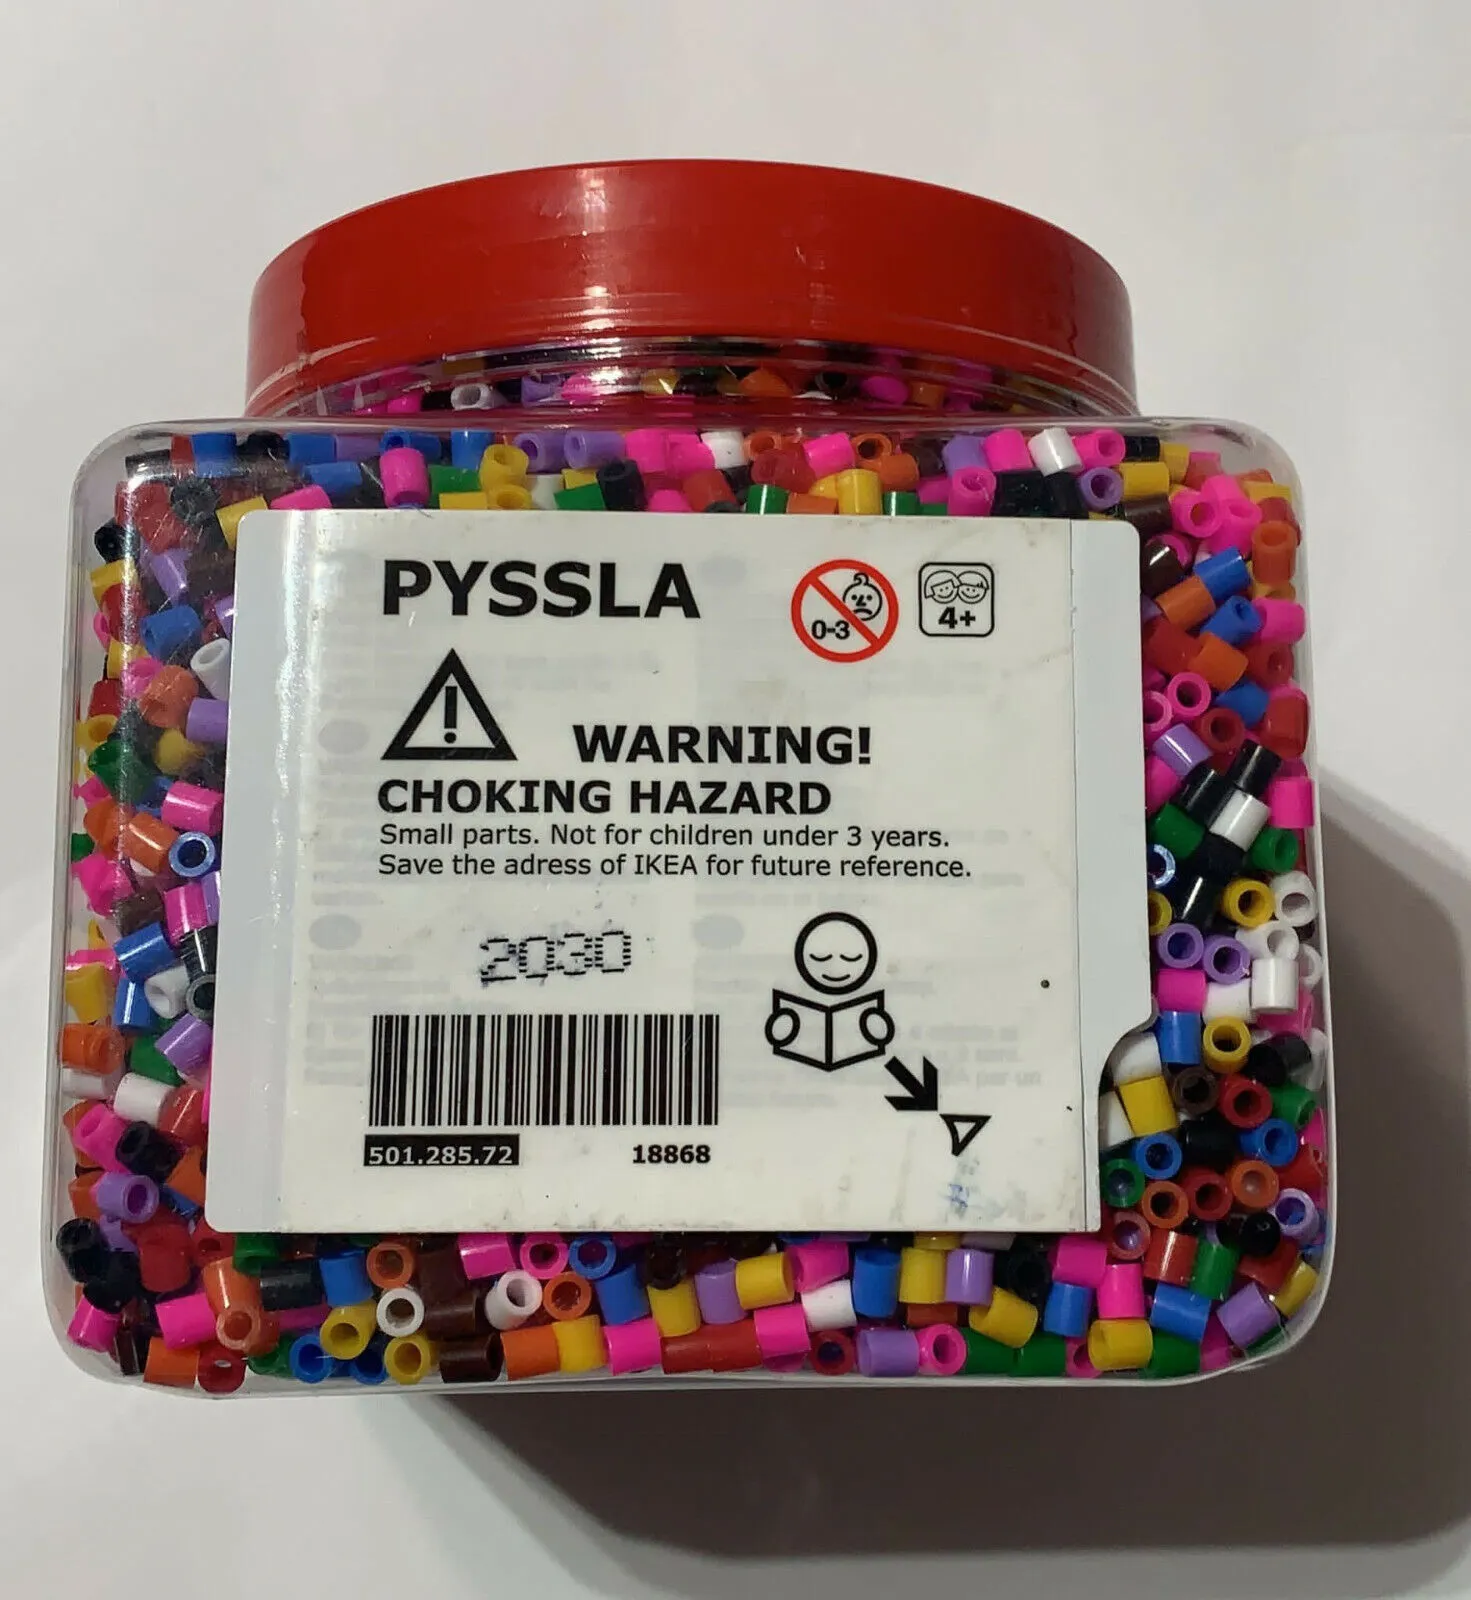 PYSSLA
0-3
4+
WARNING!
CHOKING HAZARD
Small parts. Not for children under 3 years.
Save the adress of IKEA for future reference.
2030
501.285.72
18868